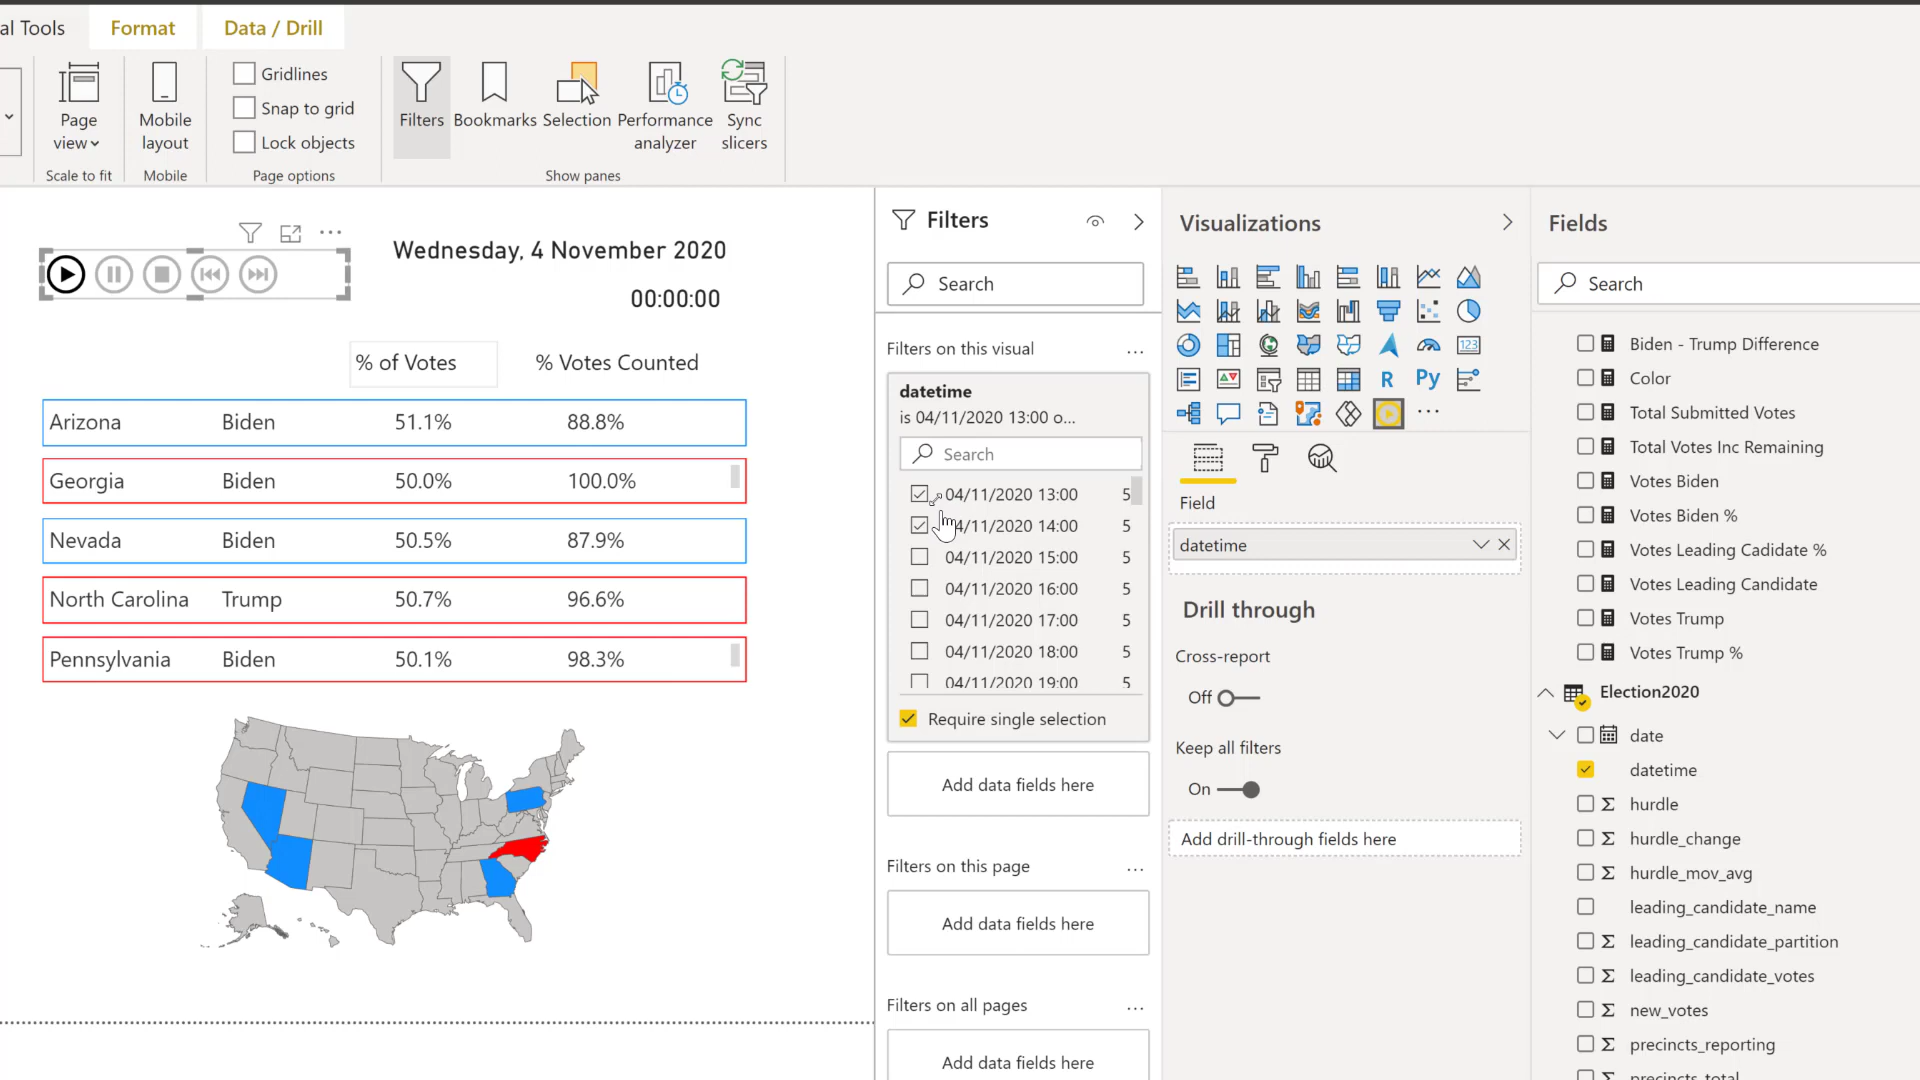 al Tools
Format
Data / Drill
Page view
Scale to fit
Mobile layout
Mobile
Gridlines
Snap to grid
Lock objects
Page options
Filters
Bookmarks
Selection
Performance analyzer
Sync slicers
Show panes
Wednesday, 4 November 2020
00:00:00
% of Votes
% Votes Counted
Arizona Biden 51.1% 88.8%
Georgia Biden 50.0% 100.0%
Nevada Biden 50.5% 87.9%
North Carolina Trump 50.7% 96.6%
Pennsylvania Biden 50.1% 98.3%
Filters
Search
Filters on this visual ...
datetime
is 04/11/2020 13:00 o...
Search
04/11/2020 13:00 5
04/11/2020 14:00 5
04/11/2020 15:00 5
04/11/2020 16:00 5
04/11/2020 17:00 5
04/11/2020 18:00 5
04/11/2020 19:00 5
Require single selection
Add data fields here
Filters on this page ...
Add data fields here
Filters on all pages ...
Add data fields here
Visualizations
123
R
Py
...
Field
datetime
Drill through
Cross-report
Off
Keep all filters
On
Add drill-through fields here
Fields
Search
Biden - Trump Difference
Color
Total Submitted Votes
Total Votes Inc Remaining
Votes Biden
Votes Biden %
Votes Leading Cadidate %
Votes Leading Candidate
Votes Trump
Votes Trump %
Election2020
date
datetime
Σ hurdle
Σ hurdle_change
Σ hurdle_mov_avg
leading_candidate_name
Σ leading_candidate_partition
Σ leading_candidate_votes
Σ new_votes
Σ precincts_reporting
Σ precincts_total